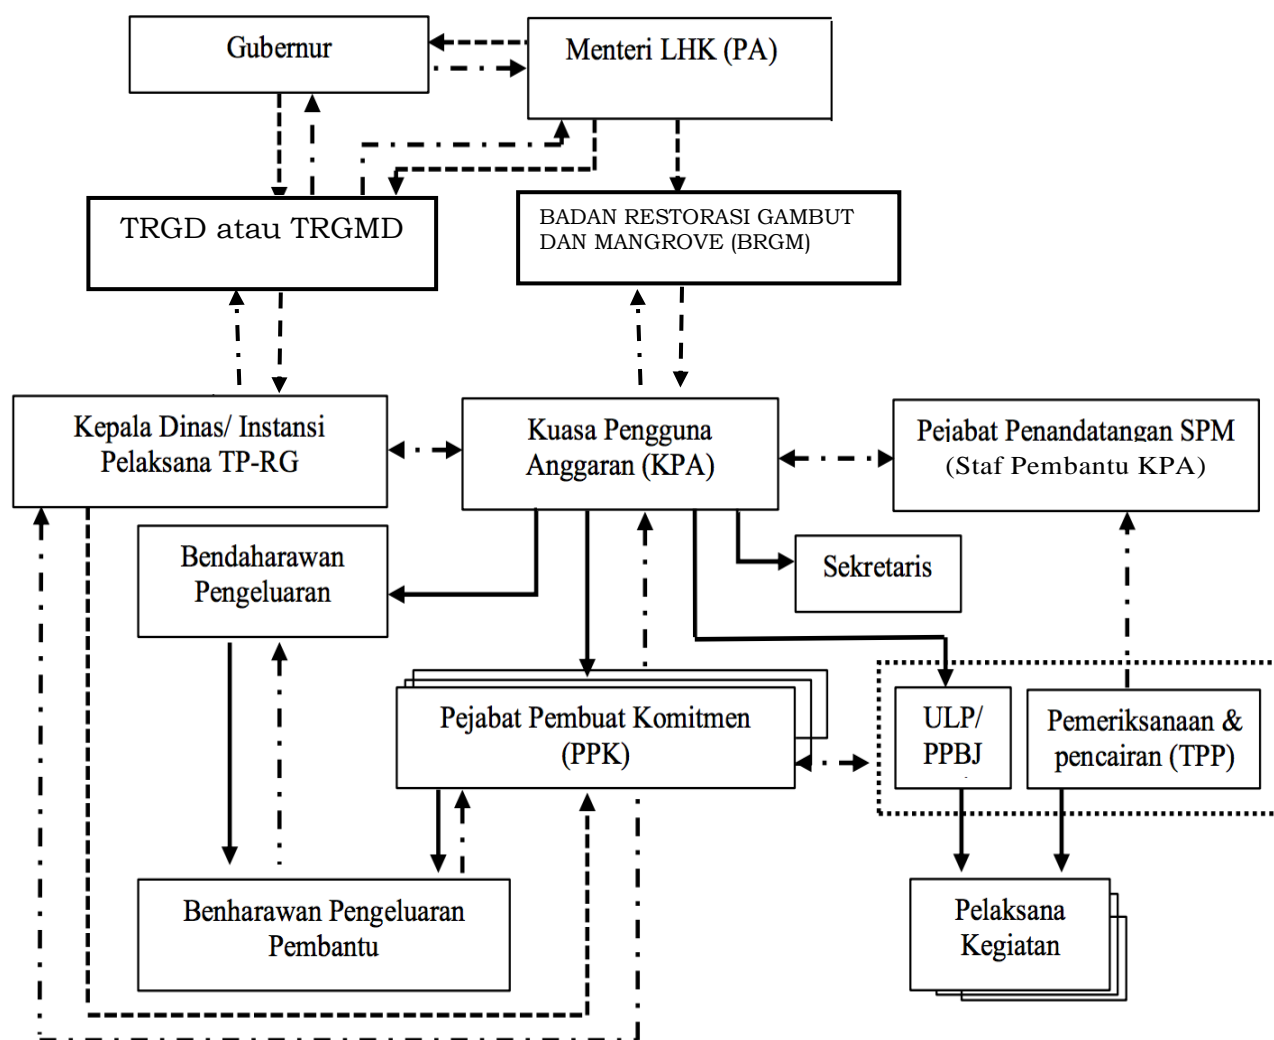 Gubernur
Menteri LHK (PA)
TRGD atau TRGMD
BADAN RESTORASI GAMBUT
DAN MANGROVE (BRGM)
Kepala Dinas/ Instansi
Pelaksana TP-RG
Kuasa Pengguna
Anggaran (KPA)
Pejabat Penandatangan SPM
(Staf Pembantu KPA)
Bendaharawan
Pengeluaran
Sekretaris
Pejabat Pembuat Komitmen
(PPK)
ULP/
PPBJ
Pemeriksanaan &
pencairan (TPP)
Benharawan Pengeluaran
Pembantu
Pelaksana
Kegiatan